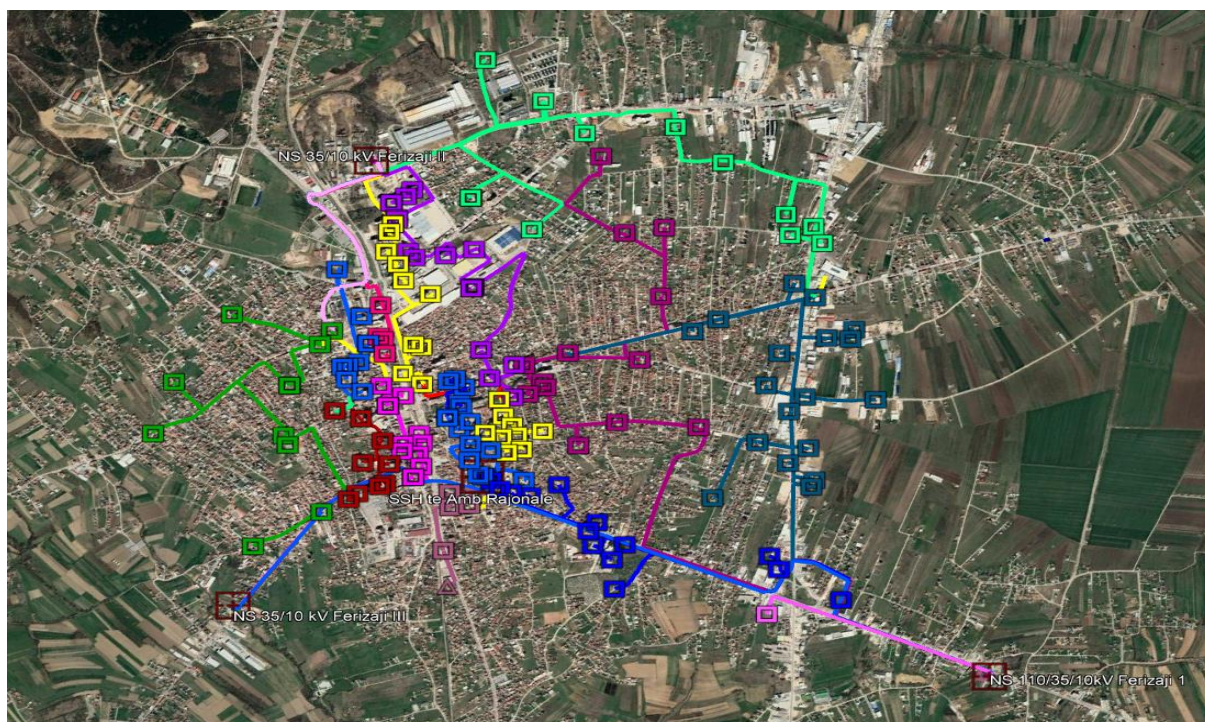 NS 35/10 kV Ferizaji II
SSH te Amb Rajonale
NS 35/10 kV Ferizaji III
NS 110/35/10kV Ferizaji 1